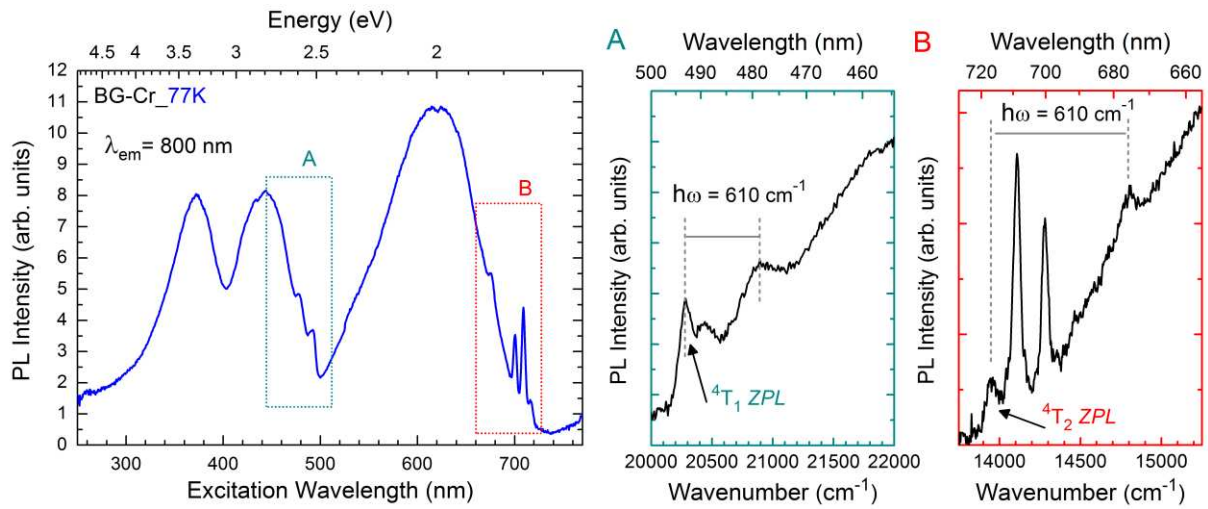 Energy (eV)
4.5 4 3.5 3 2.5 2
12
11
10
9
8
7
6
5
4
3
2
1
0
PL Intensity (arb. units)
BG-Cr_77K
λem= 800 nm
A
B
300 400 500 600 700
Excitation Wavelength (nm)
A
Wavelength (nm)
500 490 480 470 460
hω = 610 cm-1
PL Intensity (arb. units)
4T1 ZPL
20000 20500 21000 21500 22000
Wavenumber (cm-1)
B
Wavelength (nm)
720 700 680 660
hω = 610 cm-1
PL Intensity (arb. units)
4T2 ZPL
14000 14500 15000
Wavenumber (cm-1)